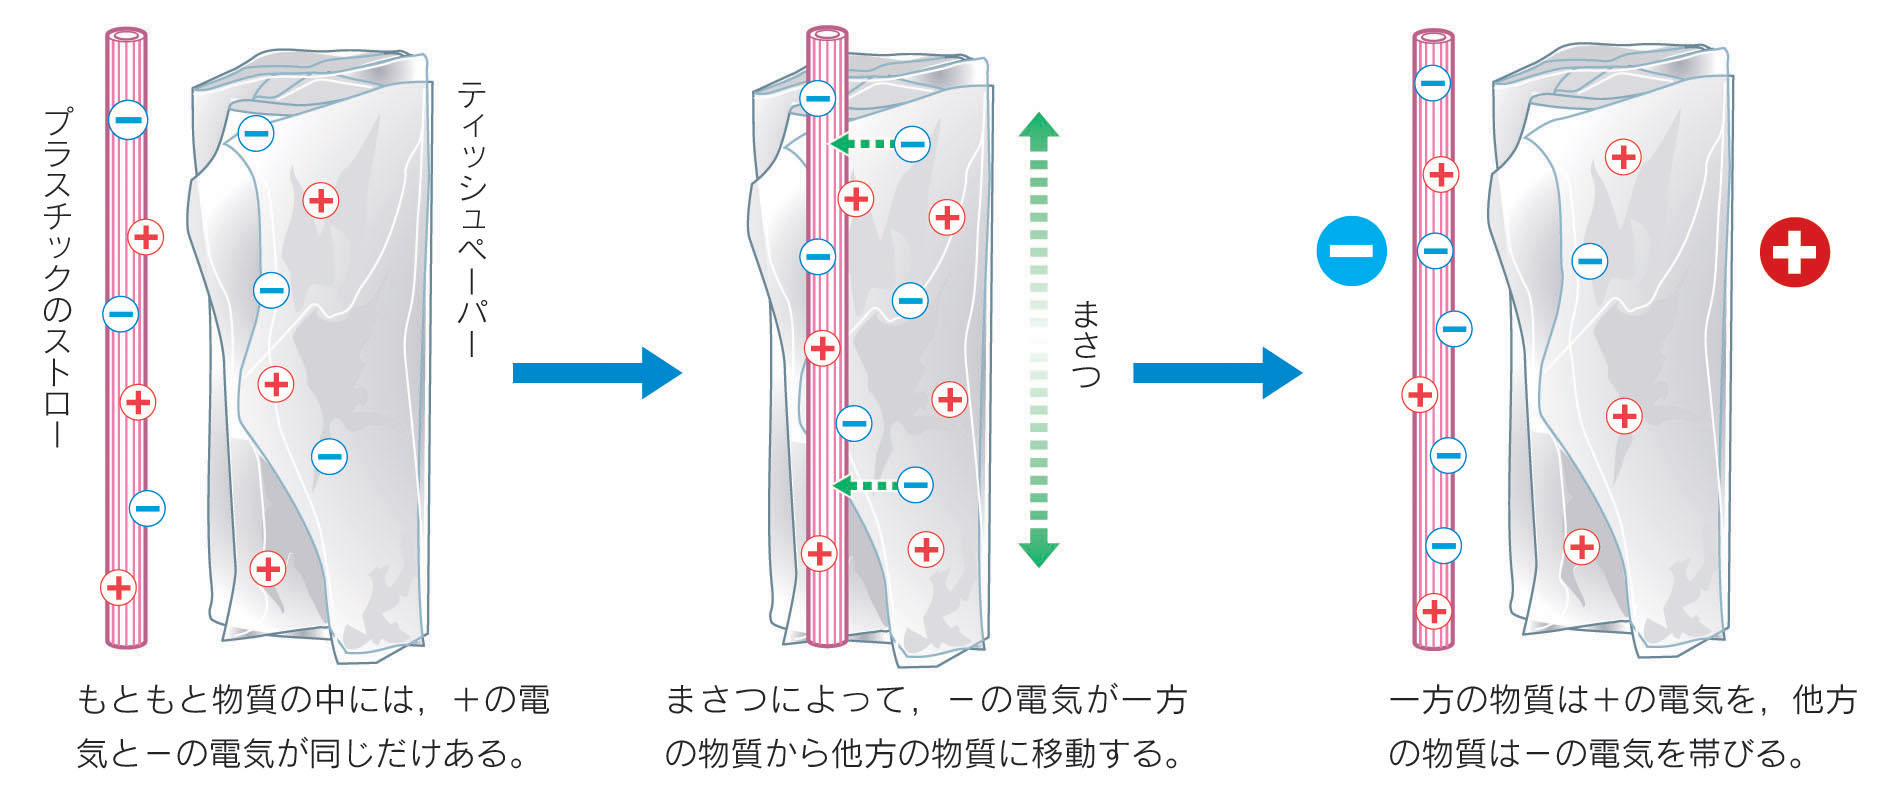 プラスチックのストロー
ティッシュペーパー
まさつ
もともと物質の中には，＋の電
気と－の電気が同じだけある。
まさつによって，－の電気が一方
の物質から他方の物質に移動する。
一方の物質は＋の電気を，他方
の物質は－の電気を帯びる。